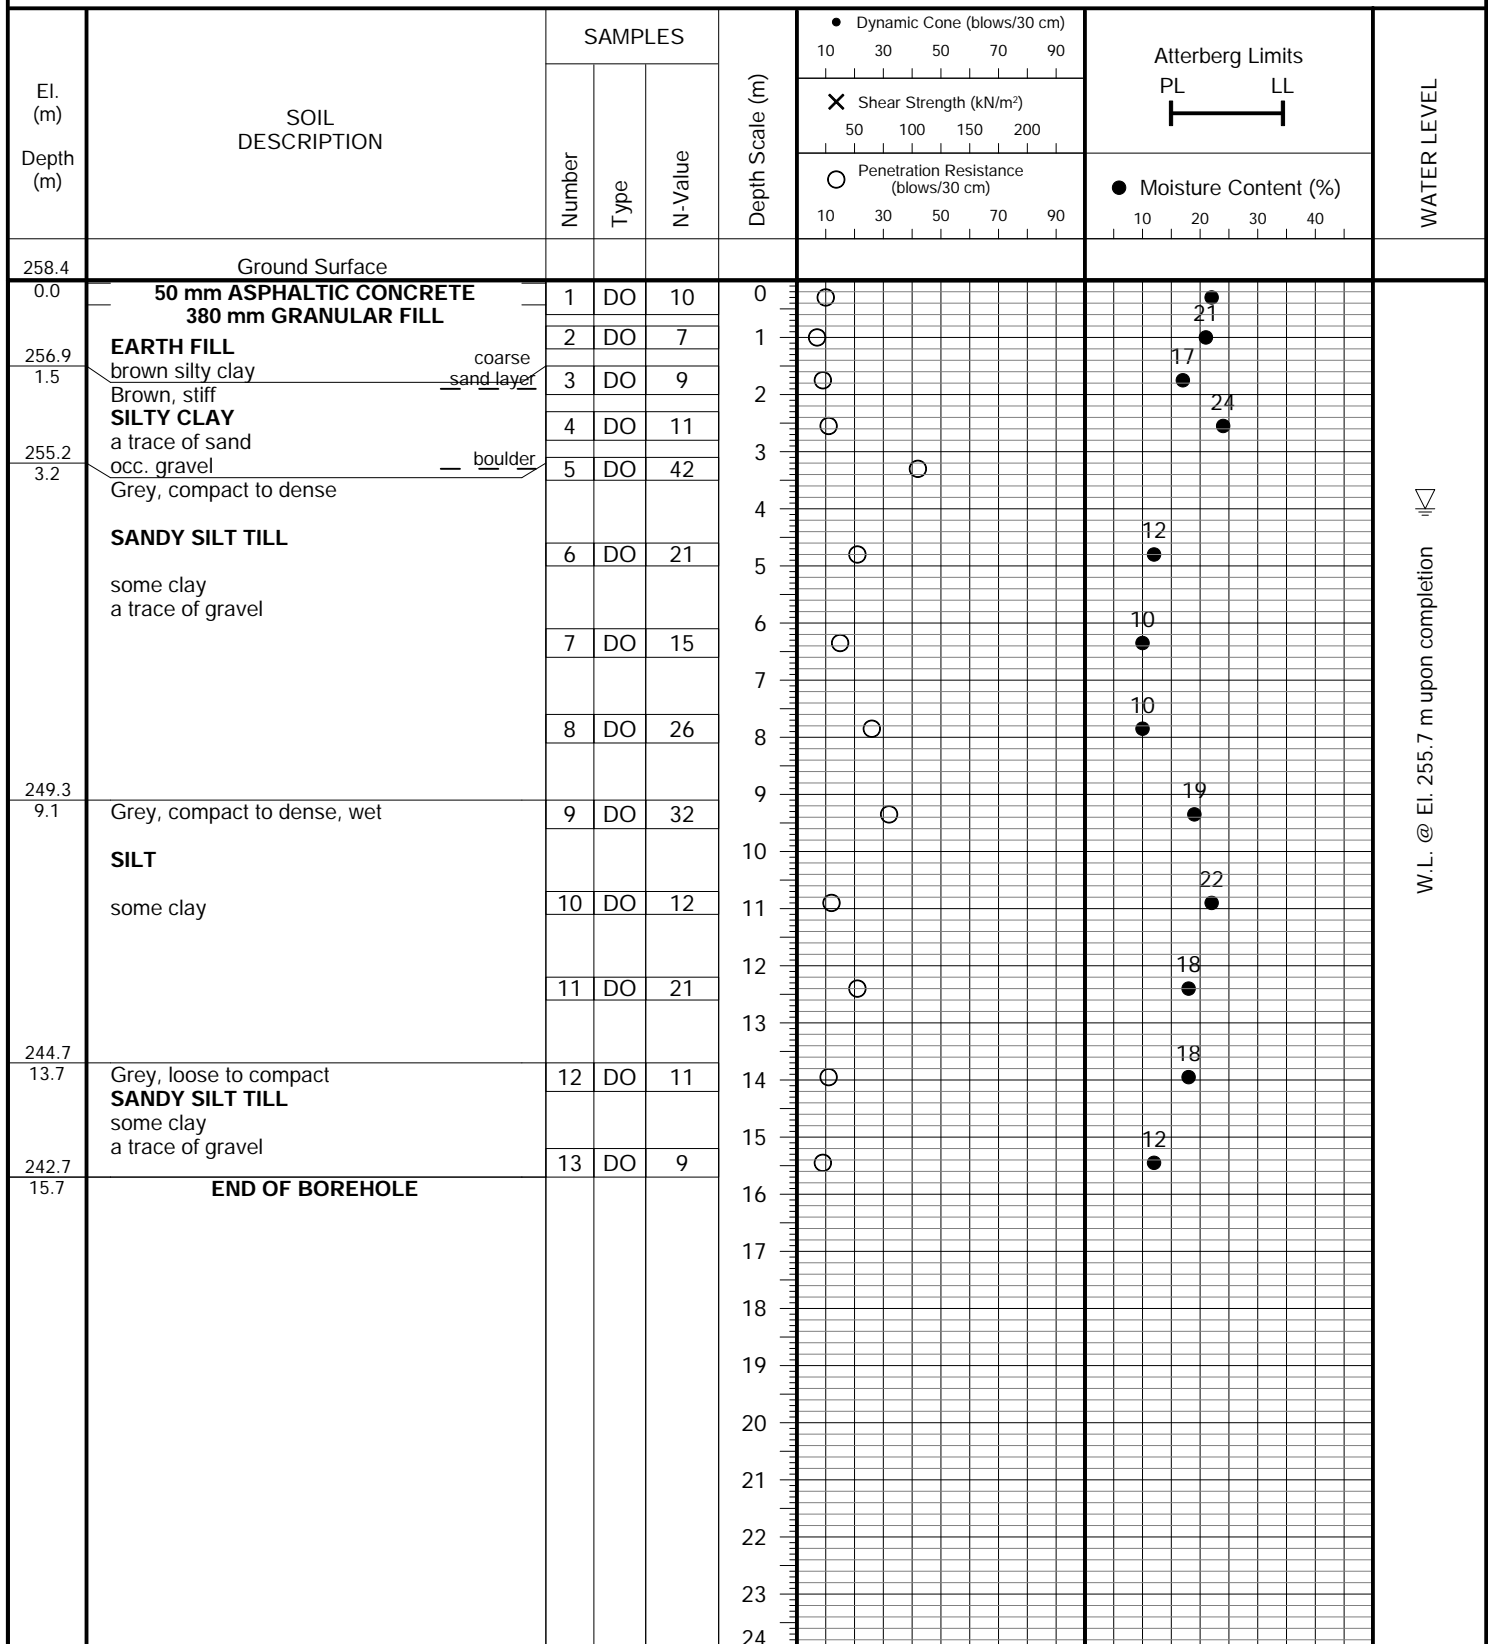 El.
(m)
Depth
(m)
SOIL
DESCRIPTION
SAMPLES
Number
Type
N-Value
Depth Scale (m)
Dynamic Cone (blows/30 cm)
10 30 50 70 90
Shear Strength (kN/m²)
50 100 150 200
Penetration Resistance
(blows/30 cm)
10 30 50 70 90
Atterberg Limits
PL LL
Moisture Content (%)
10 20 30 40
WATER LEVEL
258.4 Ground Surface
0.0 50 mm ASPHALTIC CONCRETE 1 DO 10 0
380 mm GRANULAR FILL
21
EARTH FILL 2 DO 7 1
256.9 brown silty clay coarse 17
1.5 sand layer 3 DO 9
Brown, stiff 2
SILTY CLAY 4 DO 11 24
a trace of sand
255.2 occ. gravel boulder 3
3.2 5 DO 42
Grey, compact to dense
4
SANDY SILT TILL 12
6 DO 21 5
some clay
a trace of gravel
6 10
7 DO 15
7
10
8 DO 26 8
249.3 9 19
9.1 Grey, compact to dense, wet 9 DO 32
SILT 10
22
some clay 10 DO 12 11
12 18
11 DO 21
13
244.7 18
13.7 Grey, loose to compact 12 DO 11 14
SANDY SILT TILL
some clay
a trace of gravel 15 12
242.7 13 DO 9
15.7 END OF BOREHOLE 16
17
18
19
20
21
22
23
24
W.L. @ El. 255.7 m upon completion